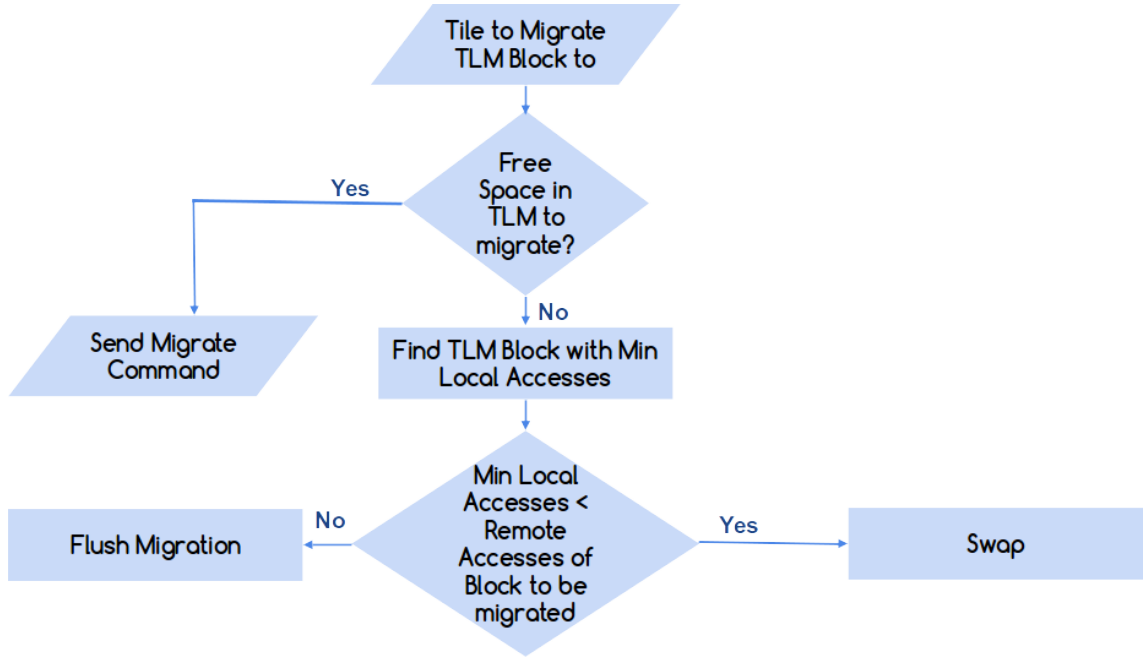 Tile to Migrate
TLM Block to
Free
Space in
TLM to
migrate?
Yes
No
Send Migrate
Command
Find TLM Block with Min
Local Accesses
Min Local
Accesses <
Remote
Accesses of
Block to be
migrated
No
Yes
Flush Migration
Swap